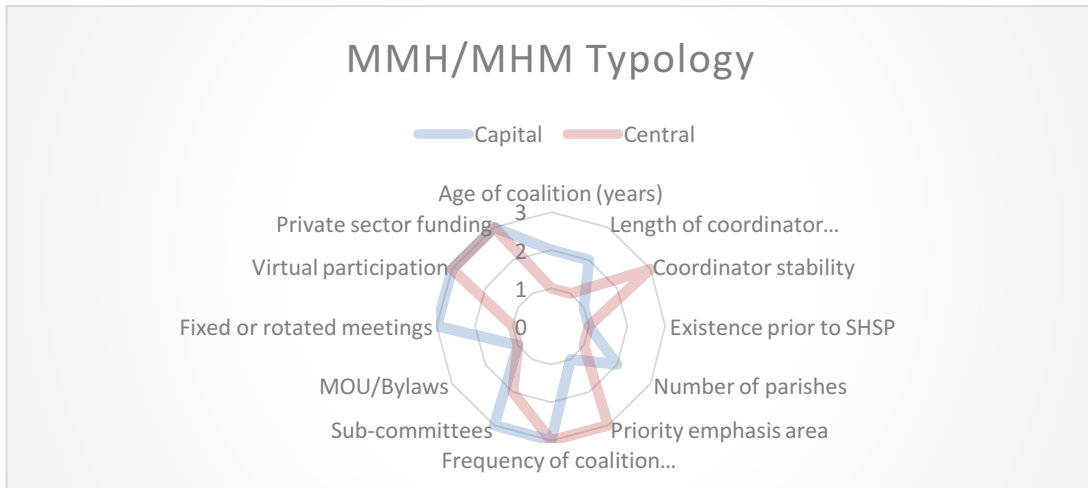 MMH/MHM Typology
Capital Central
Age of coalition (years)
Private sector funding 3 Length of coordinator...
2
Virtual participation Coordinator stability
1
Fixed or rotated meetings 0 Existence prior to SHSP
MOU/Bylaws Number of parishes
Sub-committees Priority emphasis area
Frequency of coalition...